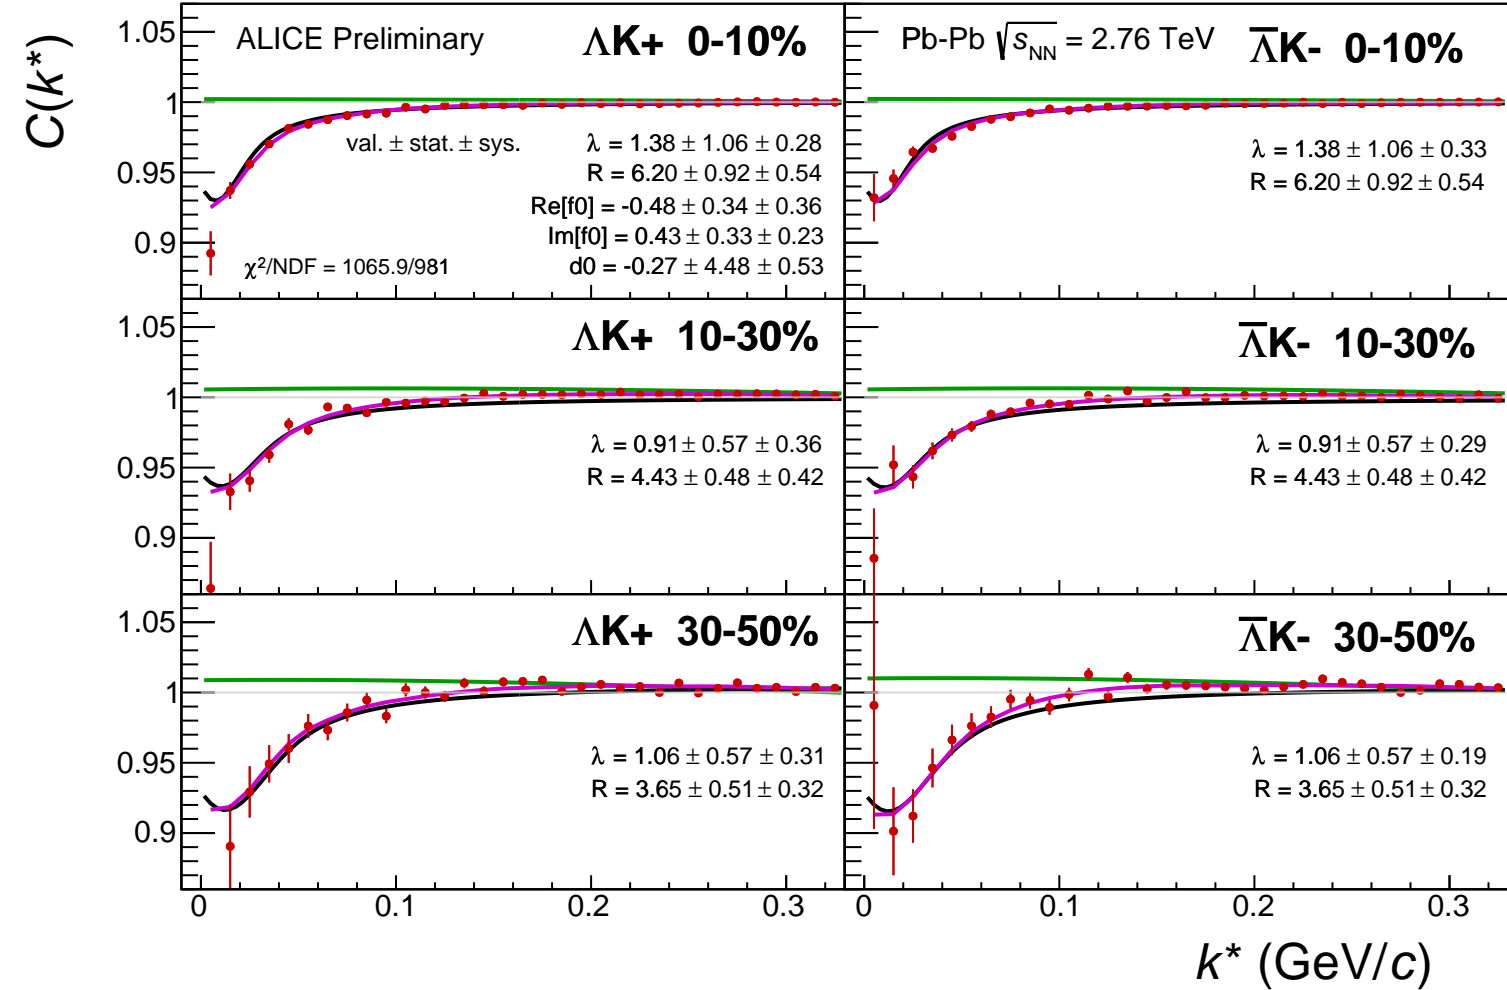 C(k*)
1.05
1
0.95
0.9
ALICE Preliminary
ΛK+ 0-10%
val. ± stat. ± sys.
λ = 1.38 ± 1.06 ± 0.28
R = 6.20 ± 0.92 ± 0.54
Re[f0] = -0.48 ± 0.34 ± 0.36
Im[f0] = 0.43 ± 0.33 ± 0.23
d0 = -0.27 ± 4.48 ± 0.53
χ²/NDF = 1065.9/981
Pb-Pb √sNN = 2.76 TeV
Λ̅K- 0-10%
λ = 1.38 ± 1.06 ± 0.33
R = 6.20 ± 0.92 ± 0.54
1.05
1
0.95
0.9
ΛK+ 10-30%
λ = 0.91 ± 0.57 ± 0.36
R = 4.43 ± 0.48 ± 0.42
Λ̅K- 10-30%
λ = 0.91 ± 0.57 ± 0.29
R = 4.43 ± 0.48 ± 0.42
1.05
1
0.95
0.9
ΛK+ 30-50%
λ = 1.06 ± 0.57 ± 0.31
R = 3.65 ± 0.51 ± 0.32
Λ̅K- 30-50%
λ = 1.06 ± 0.57 ± 0.19
R = 3.65 ± 0.51 ± 0.32
0 0.1 0.2 0.3
0 0.1 0.2 0.3
k* (GeV/c)